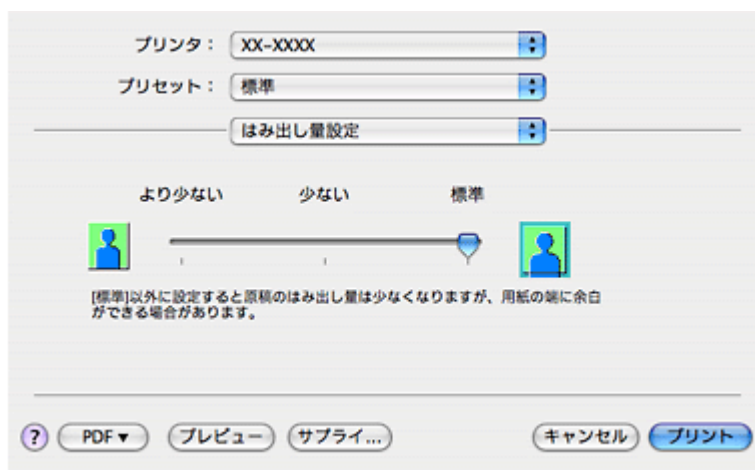 プリンタ： XX-XXXX
プリセット： 標準
はみ出し量設定
より少ない 少ない 標準
[標準]以外に設定すると原稿のはみ出し量は少なくなりますが、用紙の端に余白
ができる場合があります。
? PDF▼ プレビュー サプライ... キャンセル プリント